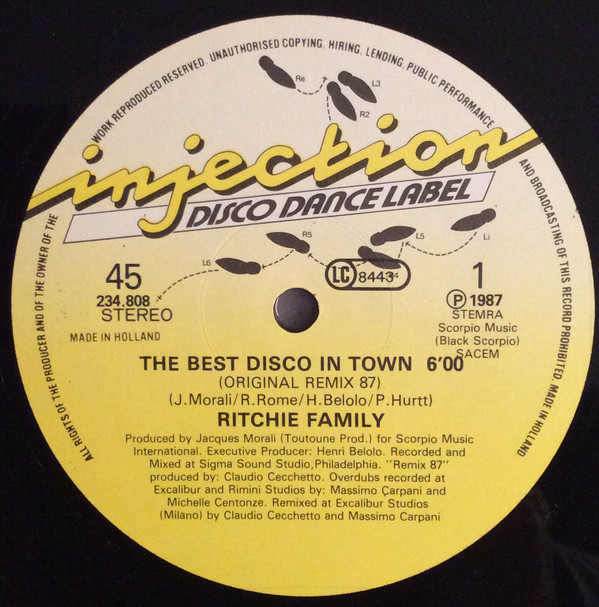 WORK REPRODUCED RESERVED. UNAUTHORISED COPYING, HIRING, LENDING, PUBLIC PERFORMANCE
AND BROADCASTING OF THIS RECORD PROHIBITED. MADE IN HOLLAND
ALL RIGHTS OF THE PRODUCER AND OF THE OWNER OF THE
Re
L3
R2
injection
DISCO DANCE LABEL
Li
L5
R5
L6
45
234.808
STEREO
MADE IN HOLLAND
LC 8443
1
Ⓟ 1987
STEMRA
Scorpio Music
(Black Scorpio)
SACEM
THE BEST DISCO IN TOWN 6'00
(ORIGINAL REMIX 87)
(J.Morali/R.Rome/H.Belolo/P.Hurtt)
RITCHIE FAMILY
Produced by Jacques Morali (Toutoune Prod.) for Scorpio Music
International. Executive Producer: Henri Belolo. Recorded and
Mixed at Sigma Sound Studio,Philadelphia. "Remix 87"
produced by: Claudio Cecchetto. Overdubs recorded at
Excalibur and Rimini Studios by: Massimo Carpani and
Michelle Centonze. Remixed at Excalibur Studios
(Milano) by Claudio Cecchetto and Massimo Carpani